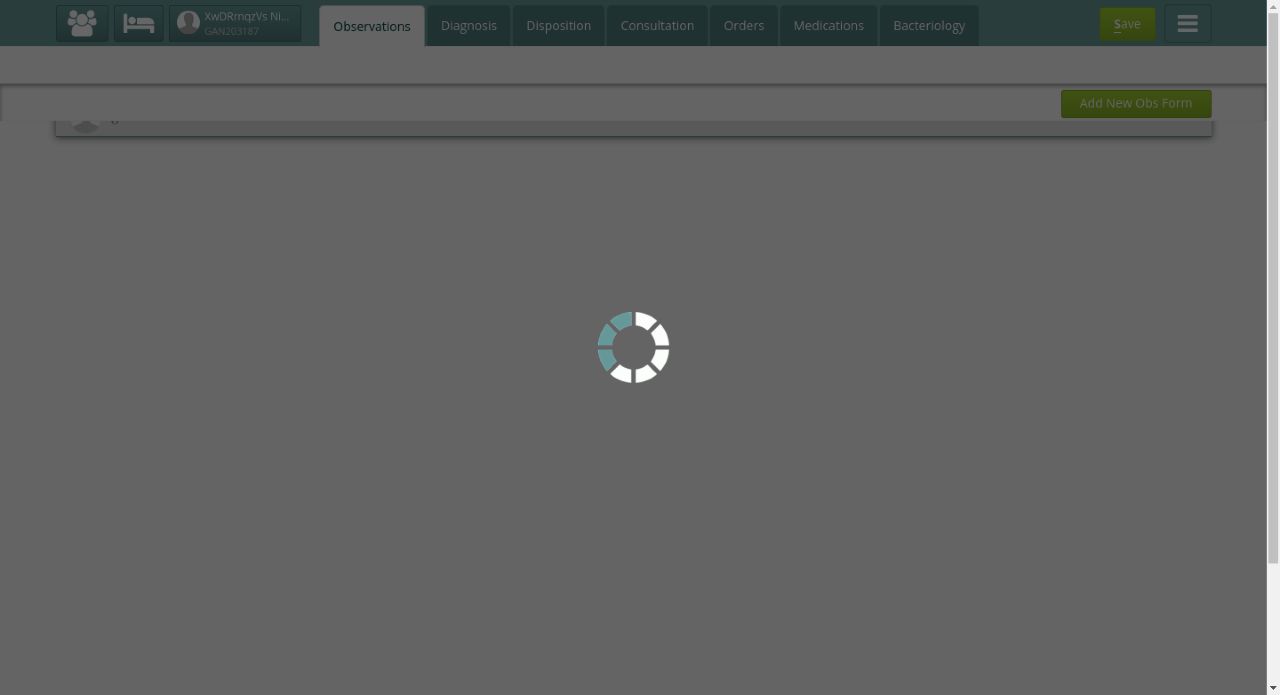 XwDRrnqzVs Ni...
GAN203187
Observations
Diagnosis
Disposition
Consultation
Orders
Medications
Bacteriology
Save
Add New Obs Form